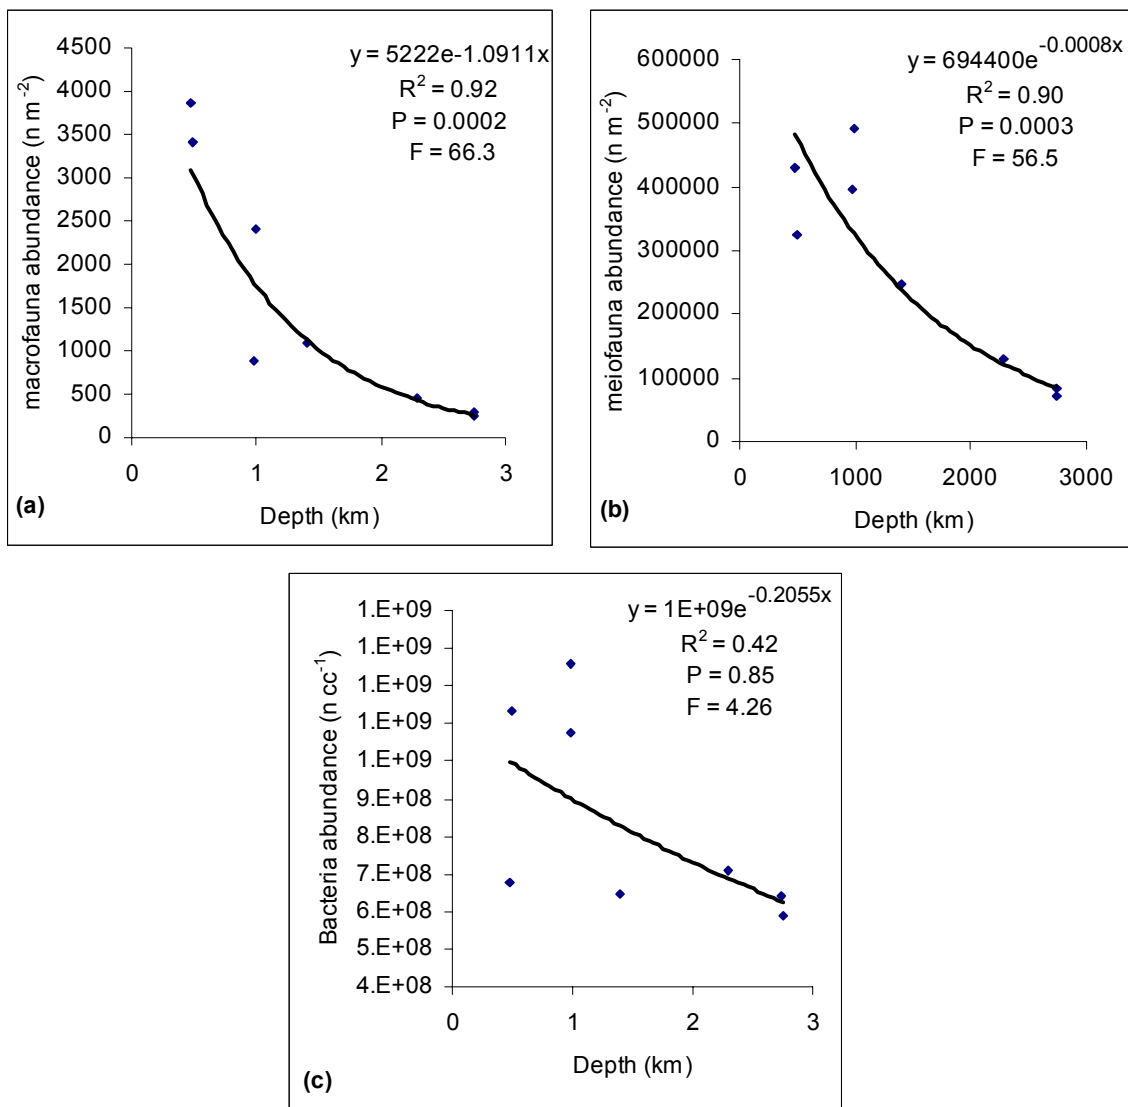 y = 5222e-1.0911x
R² = 0.92
P = 0.0002
F = 66.3
macrofauna abundance (n m⁻²)
4500
4000
3500
3000
2500
2000
1500
1000
500
0
0 1 2 3
Depth (km)
(a)
y = 694400e⁻⁰·⁰⁰⁰⁸ˣ
R² = 0.90
P = 0.0003
F = 56.5
meiofauna abundance (n m⁻²)
600000
500000
400000
300000
200000
100000
0
0 1000 2000 3000
Depth (km)
(b)
y = 1E+09e⁻⁰·²⁰⁵⁵ˣ
R² = 0.42
P = 0.85
F = 4.26
Bacteria abundance (n cc⁻¹)
1.E+09
1.E+09
1.E+09
1.E+09
1.E+09
9.E+08
8.E+08
7.E+08
6.E+08
5.E+08
4.E+08
0 1 2 3
Depth (km)
(c)